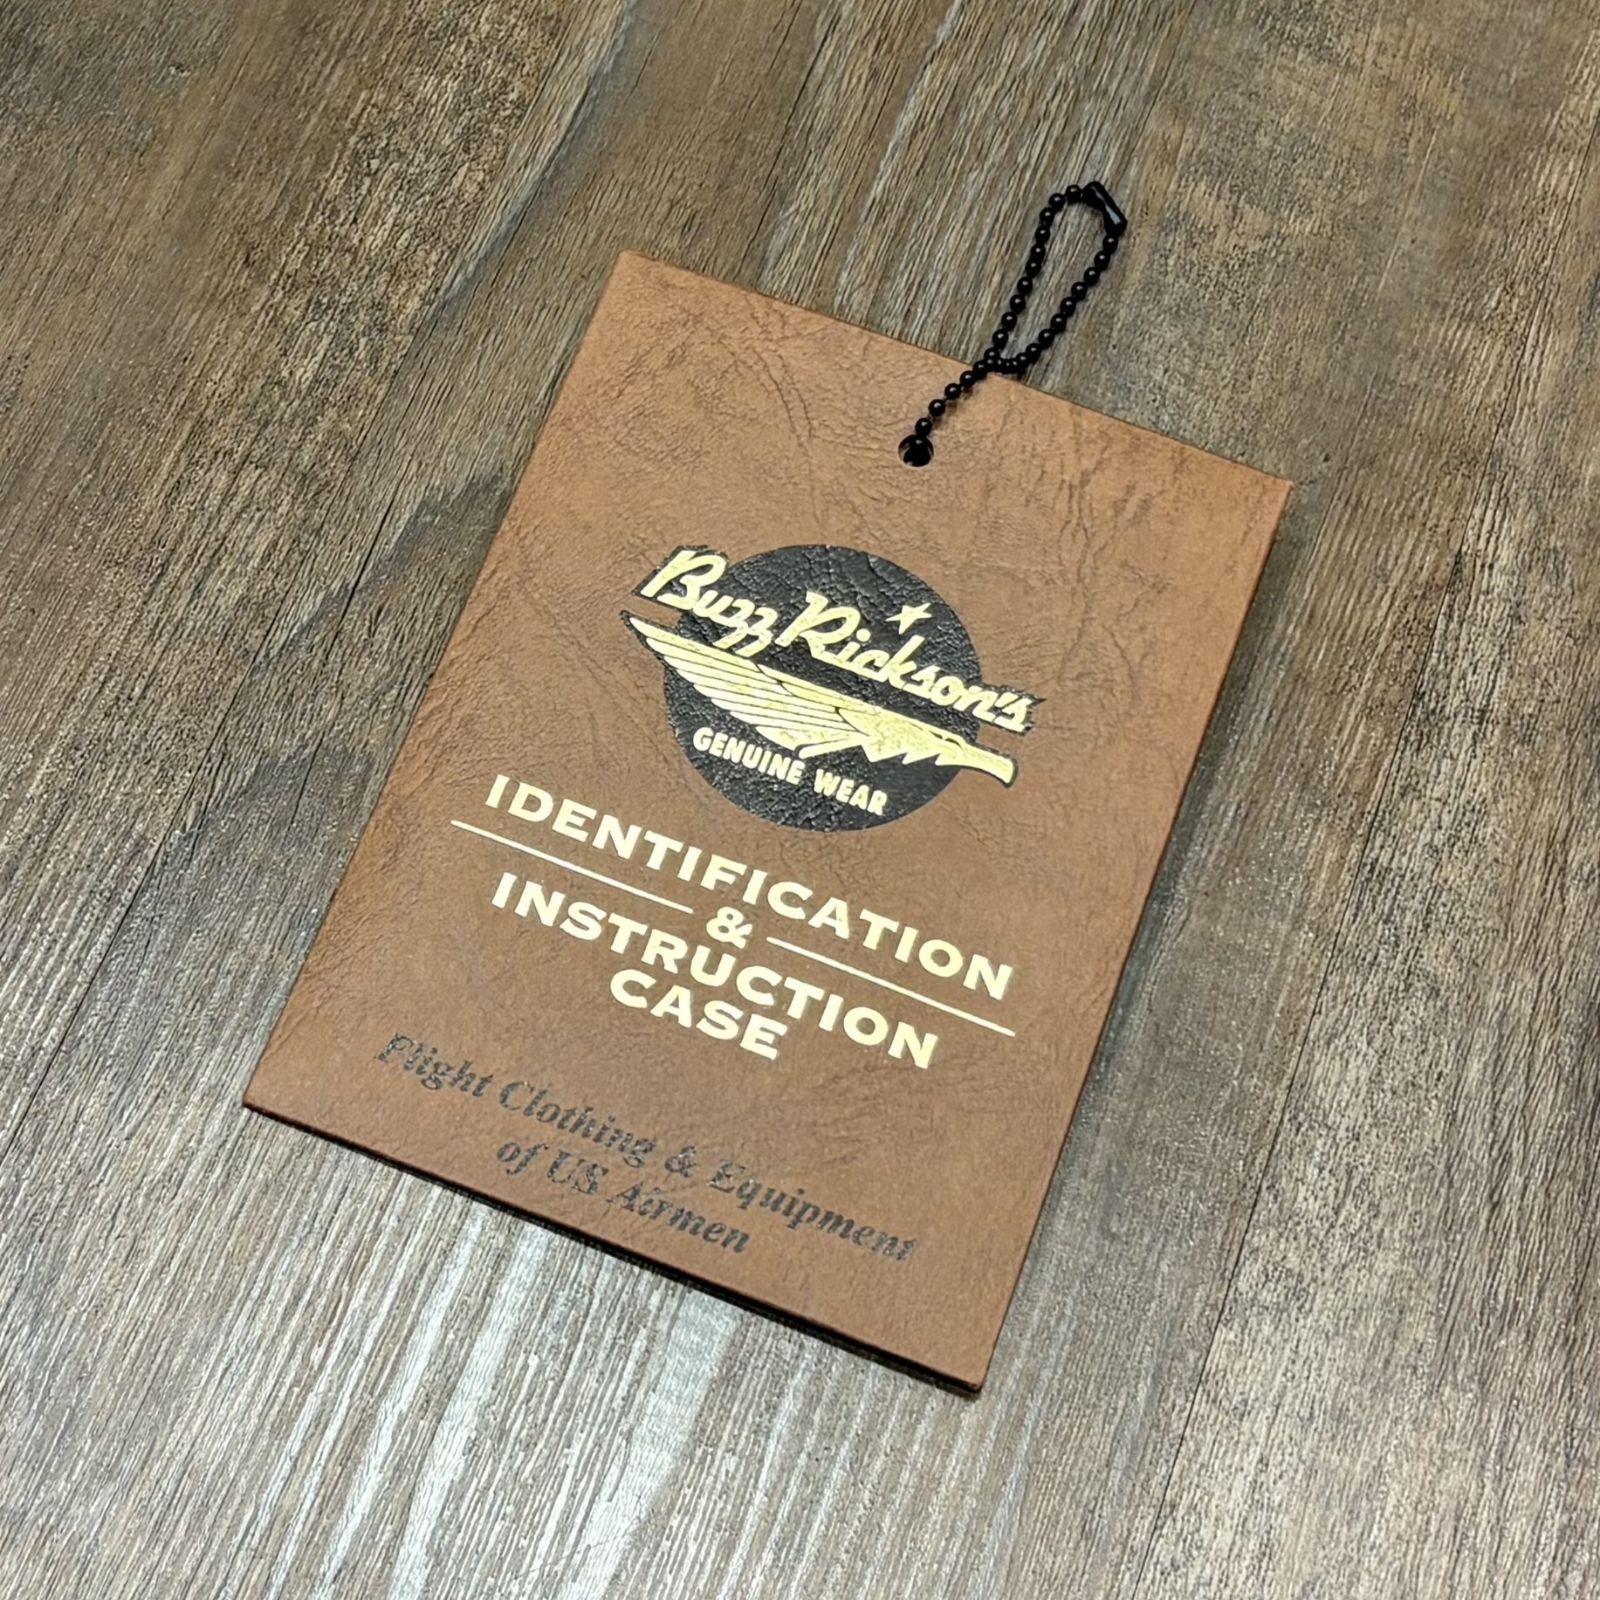 Buzz Rickson's
GENUINE WEAR
IDENTIFICATION
&
INSTRUCTION
CASE
Flight Clothing & Equipment
of US Airmen